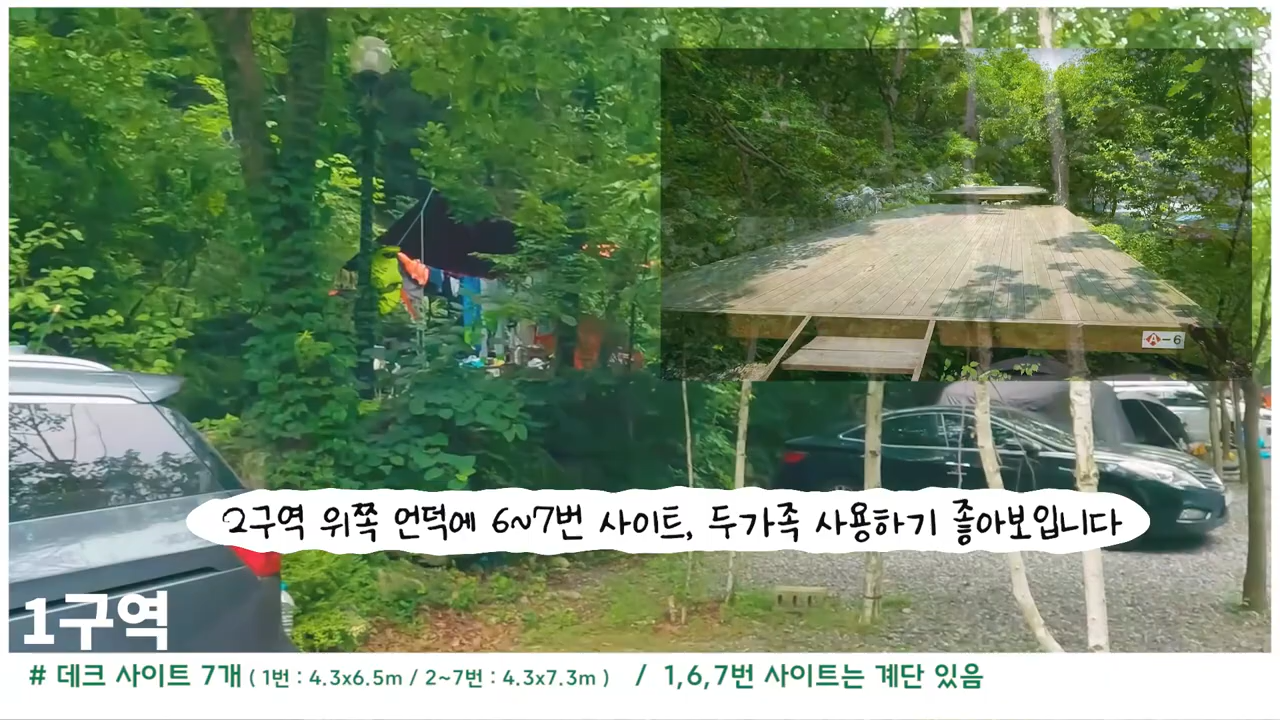 A-6
2구역 위쪽 언덕에 6~7번 사이트, 두가족 사용하기 좋아보입니다
1구역
# 데크 사이트 7개 ( 1번 : 4.3x6.5m / 2~7번 : 4.3x7.3m ) / 1,6,7번 사이트는 계단 있음